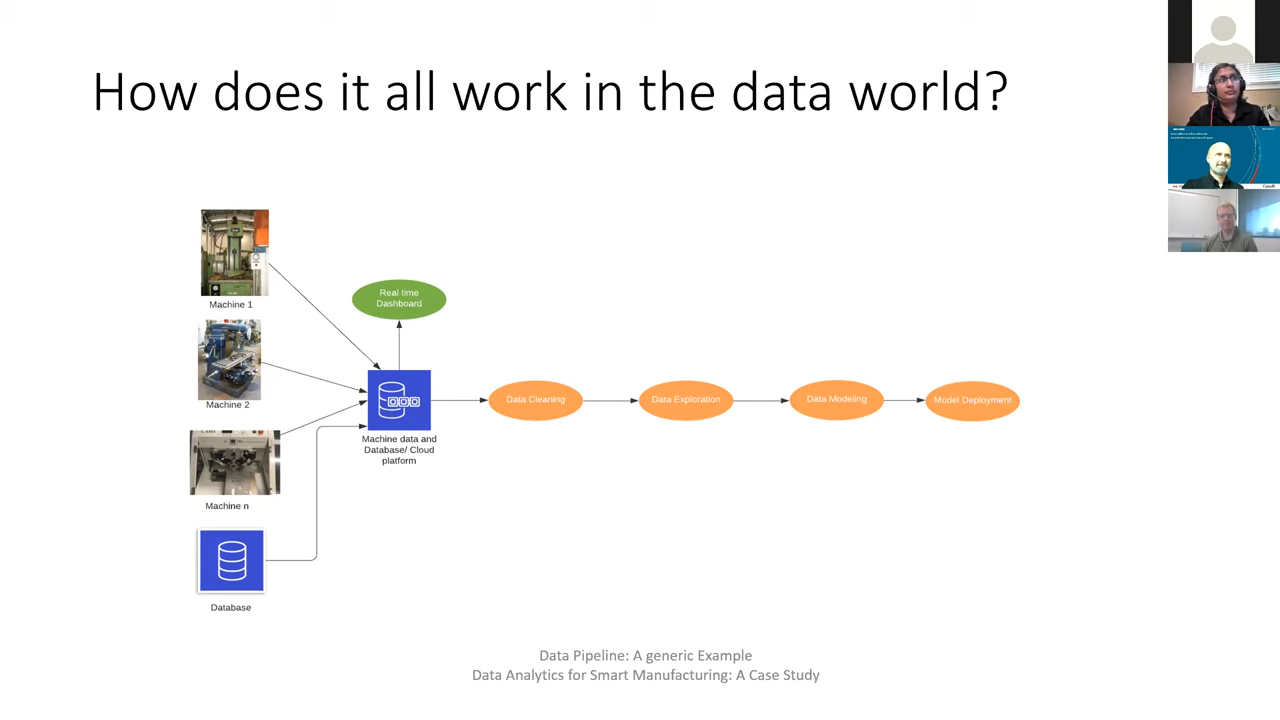 How does it all work in the data world?
Machine 1
Real time
Dashboard
Machine 2
Data Cleaning
Data Exploration
Data Modeling
Model Deployment
Machine data and
Database/ Cloud
platform
Machine n
Database
Data Pipeline: A generic Example
Data Analytics for Smart Manufacturing: A Case Study